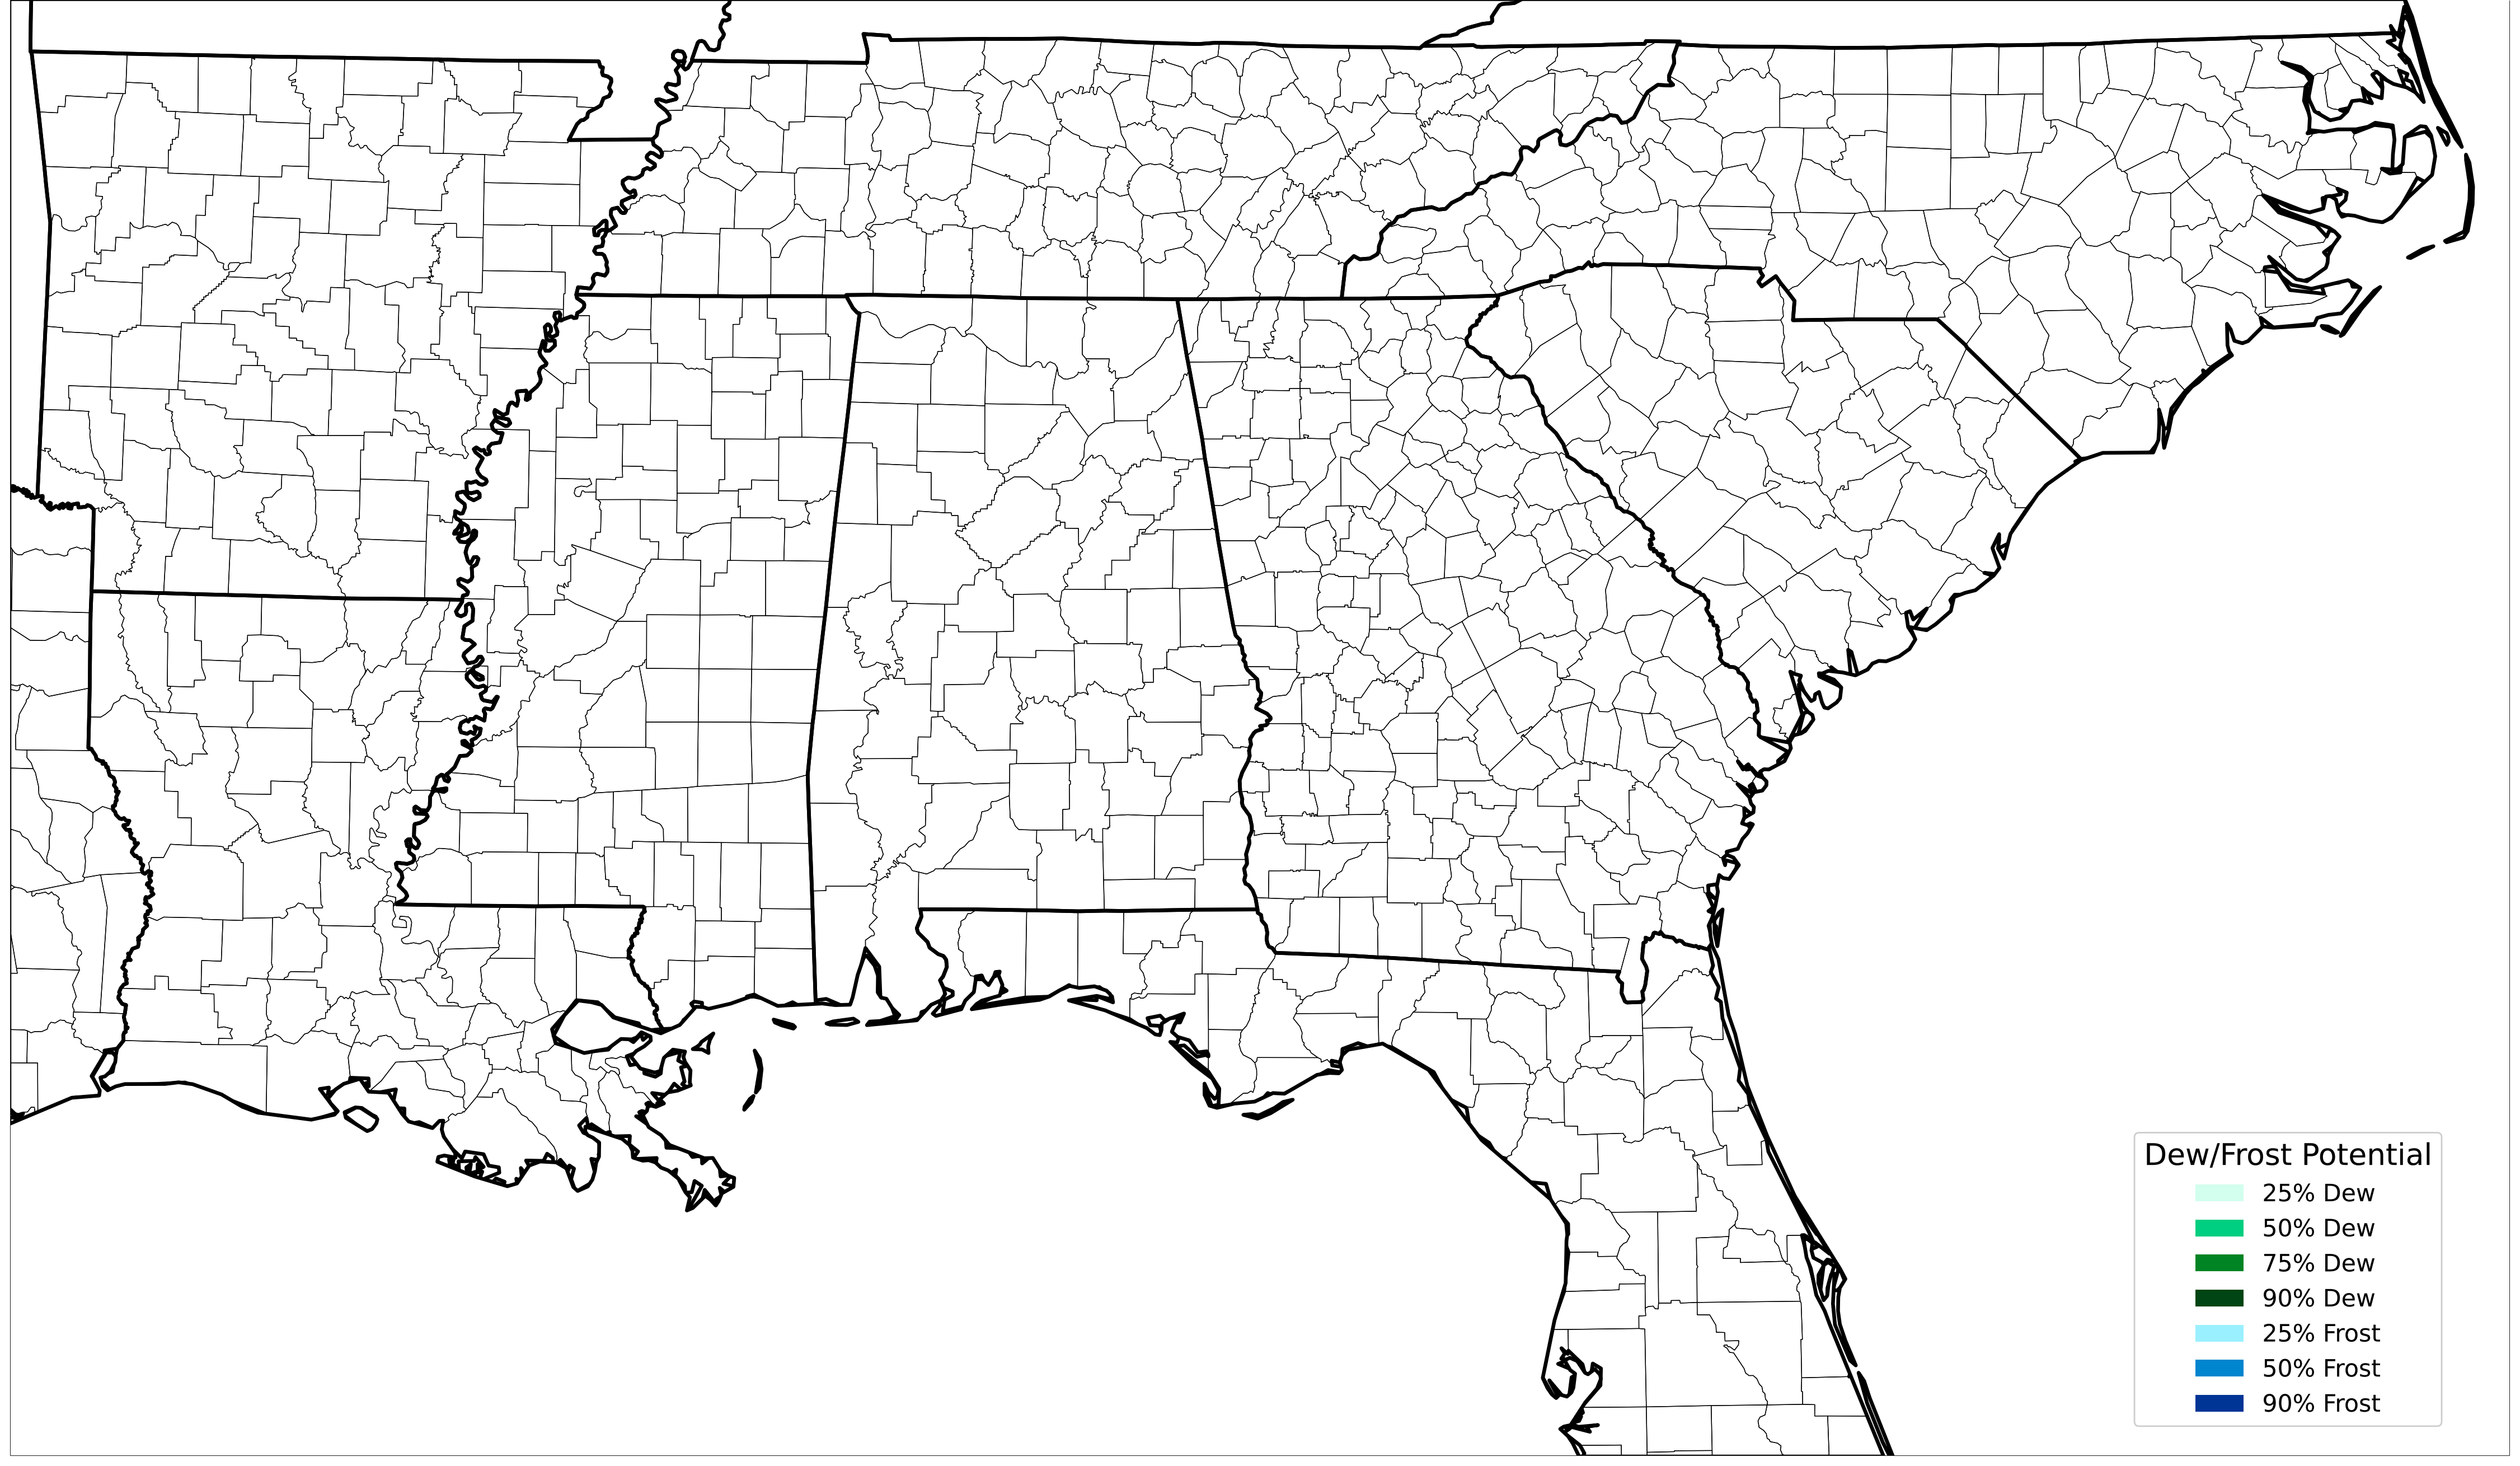 Dew/Frost Potential
25% Dew
50% Dew
75% Dew
90% Dew
25% Frost
50% Frost
90% Frost